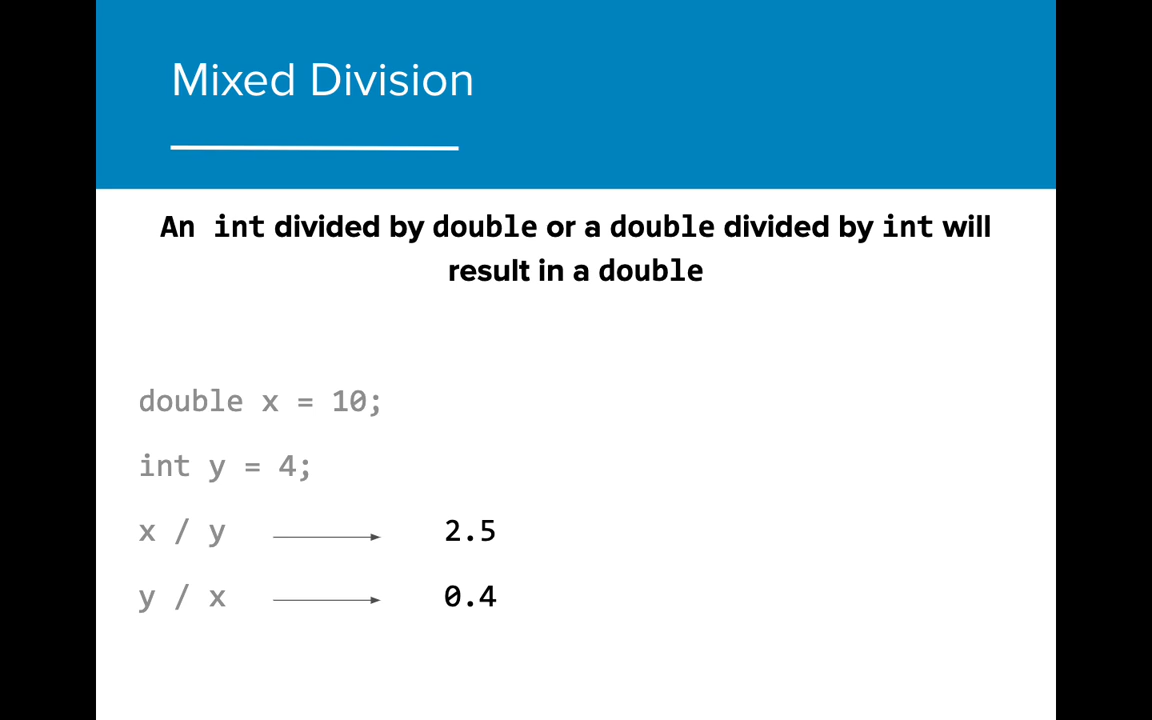 Mixed Division
An int divided by double or a double divided by int will
result in a double
double x = 10;
int y = 4;
x / y 2.5
y / x 0.4